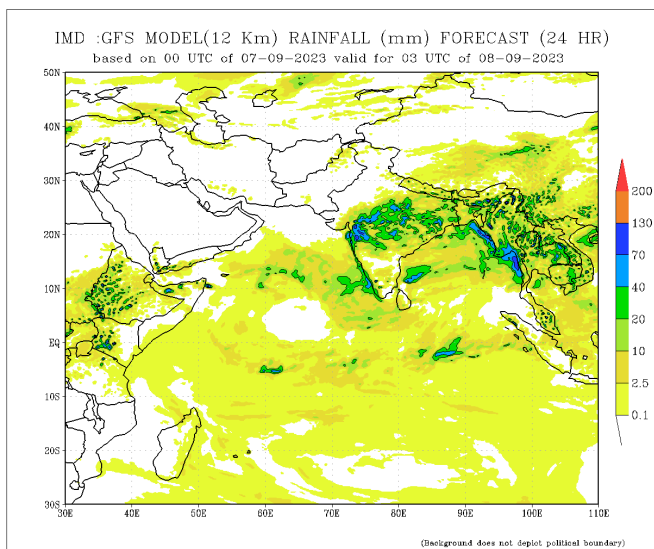 IMD :GFS MODEL(12 Km) RAINFALL (mm) FORECAST (24 HR)
based on 00 UTC of 07-09-2023 valid for 03 UTC of 08-09-2023
50N
40N
30N
20N
10N
EQ
10S
20S
30S
30E 40E 50E 60E 70E 80E 90E 100E 110E
200
130
70
40
20
10
2.5
0.1
(Background does not depict political boundary)